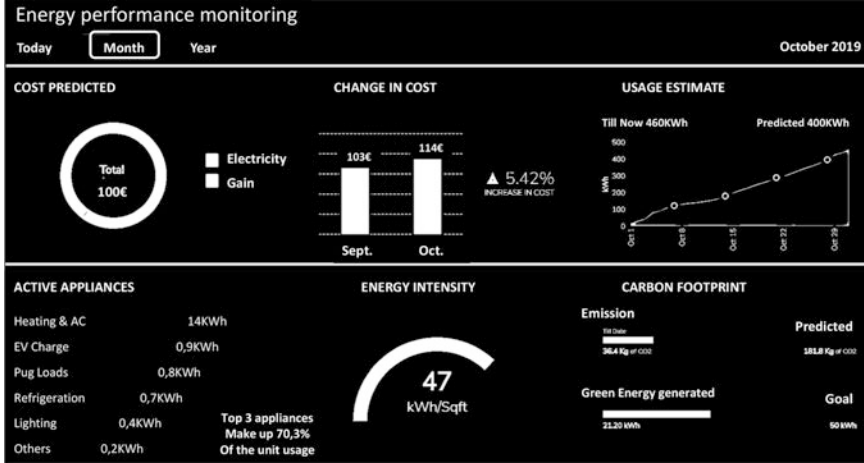 Energy performance monitoring
Today Month Year October 2019
COST PREDICTED
Total
100€
Electricity
Gain
CHANGE IN COST
103€
114€
Sept. Oct.
5.42%
INCREASE IN COST
USAGE ESTIMATE
Till Now 460KWh Predicted 400KWh
500
400
300
200
100
0
kWh
Oct 1 Oct 8 Oct 15 Oct 22 Oct 29
ACTIVE APPLIANCES
Heating & AC 14KWh
EV Charge 0,9KWh
Pug Loads 0,8KWh
Refrigeration 0,7KWh
Lighting 0,4KWh
Others 0,2KWh
Top 3 appliances
Make up 70,3%
Of the unit usage
ENERGY INTENSITY
47
kWh/Sqft
CARBON FOOTPRINT
Emission
Till Date
36.4 Kg of CO2
Predicted
181.8 Kg of CO2
Green Energy generated
21.20 kWh
Goal
50 kWh